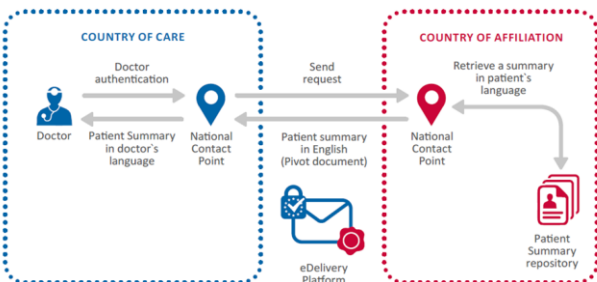 COUNTRY OF CARE
COUNTRY OF AFFILIATION
Doctor
authentication
Send
request
Retrieve a summary
in patient`s
language
Doctor
Patient Summary
in doctor`s
language
National
Contact
Point
Patient summary
in English
(Pivot document)
National
Contact
Point
Patient
Summary
repository
eDelivery
Platform